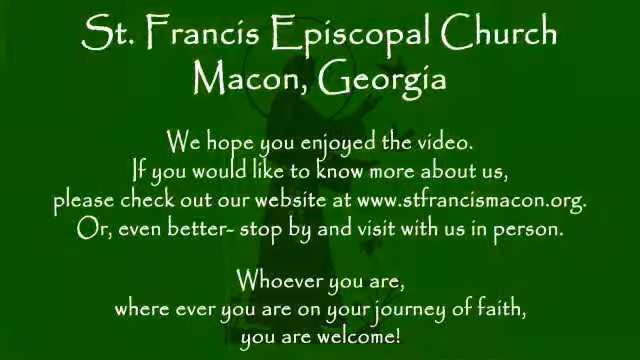 St. Francis Episcopal Church
Macon, Georgia
We hope you enjoyed the video.
If you would like to know more about us,
please check out our website at www.stfrancismacon.org.
Or, even better- stop by and visit with us in person.
Whoever you are,
where ever you are on your journey of faith,
you are welcome!